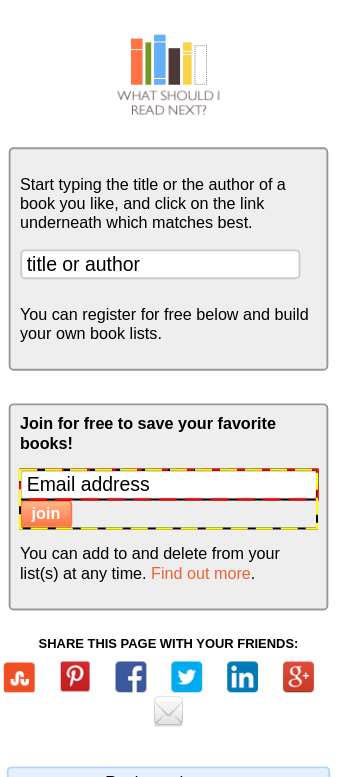 WHAT SHOULD I
READ NEXT?
Start typing the title or the author of a
book you like, and click on the link
underneath which matches best.
title or author
You can register for free below and build
your own book lists.
Join for free to save your favorite
books!
Email address
join
You can add to and delete from your
list(s) at any time. Find out more.
SHARE THIS PAGE WITH YOUR FRIENDS: